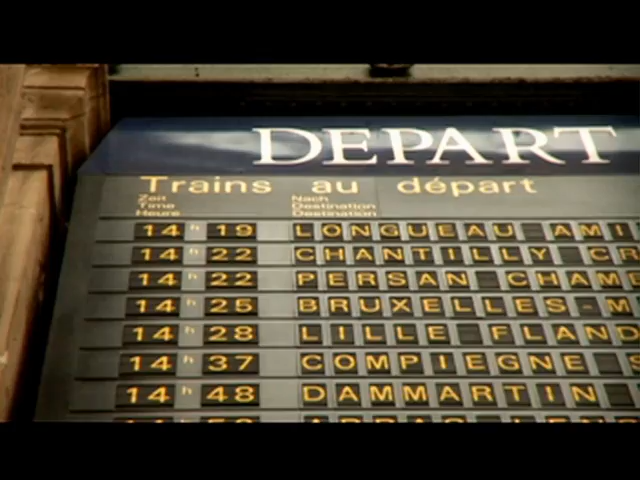 DEPART
Trains au départ
Zeit Nach
Time Destination
Heure Destination
14 h 19 LONGUEAU AMI
14 h 22 CHANTILLY CR
14 h 22 PERSAN CHAM
14 h 25 BRUXELLES-M
14 h 28 LILLE FLAND
14 h 37 COMPIEGNE
14 h 48 DAMMARTIN